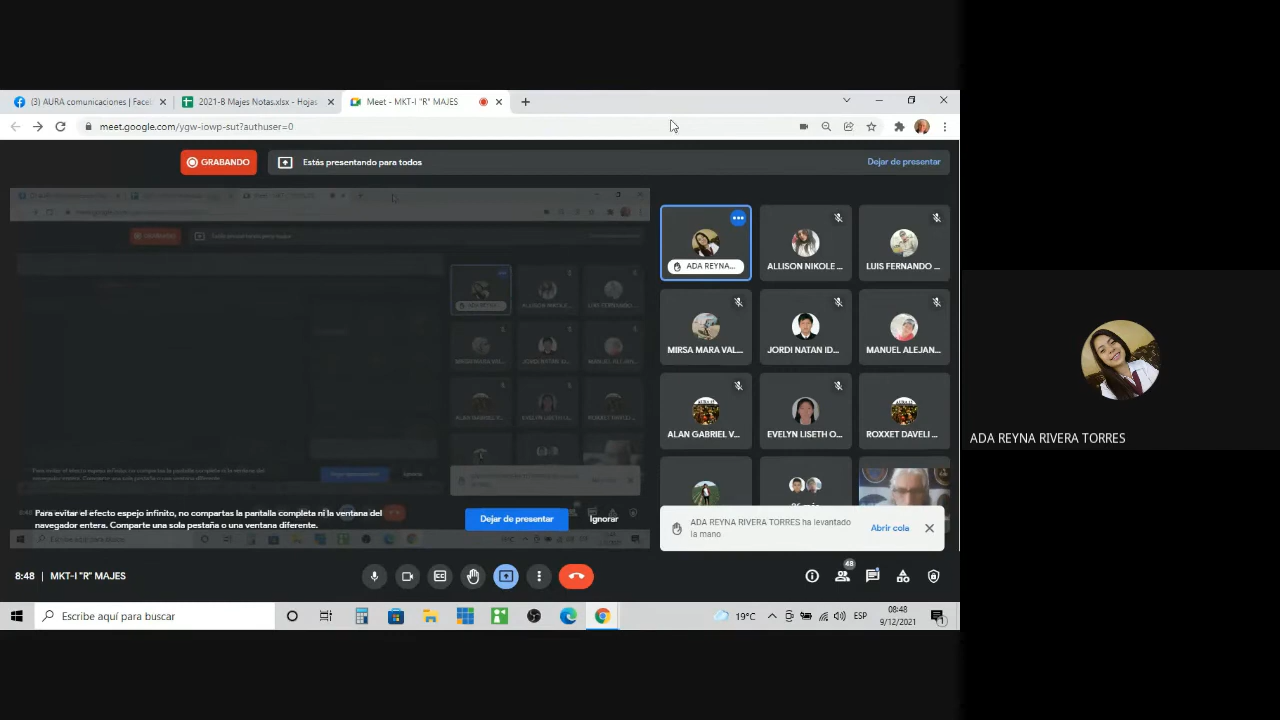 (3) AURA comunicaciones | Facel
2021-B Majes Notas.xlsx - Hojas
Meet - MKT-I "R" MAJES
meet.google.com/ygw-iowp-sut?authuser=0
GRABANDO
Estás presentando para todos
Dejar de presentar
ADA REYNA...
ALLISON NIKOLE ...
LUIS FERNANDO ...
MIRSA MARA VAL...
JORDI NATAN ID...
MANUEL ALEJAN...
ALAN GABRIEL V...
EVELYN LISETH O...
ROXXET DAVELI ...
ADA REYNA RIVERA TORRES
Para evitar el efecto espejo infinito, no compartas la pantalla completa ni la ventana del
navegador entera. Comparte una sola pestaña o una ventana diferente.
Dejar de presentar
Ignorar
ADA REYNA RIVERA TORRES ha levantado
la mano
Abrir cola
8:48 | MKT-I "R" MAJES
48
Escribe aquí para buscar
19°C
ESP
08:48
9/12/2021
1